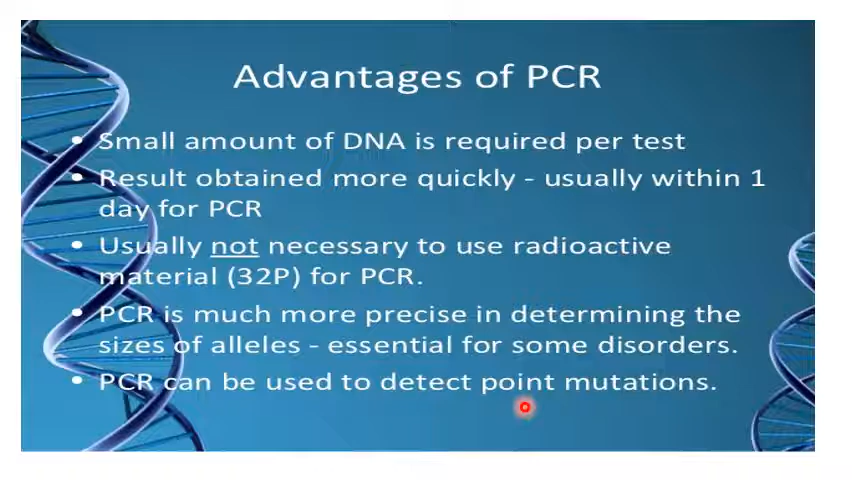 Advantages of PCR
• Small amount of DNA is required per test
• Result obtained more quickly - usually within 1
day for PCR
• Usually not necessary to use radioactive
material (32P) for PCR.
• PCR is much more precise in determining the
sizes of alleles - essential for some disorders.
• PCR can be used to detect point mutations.